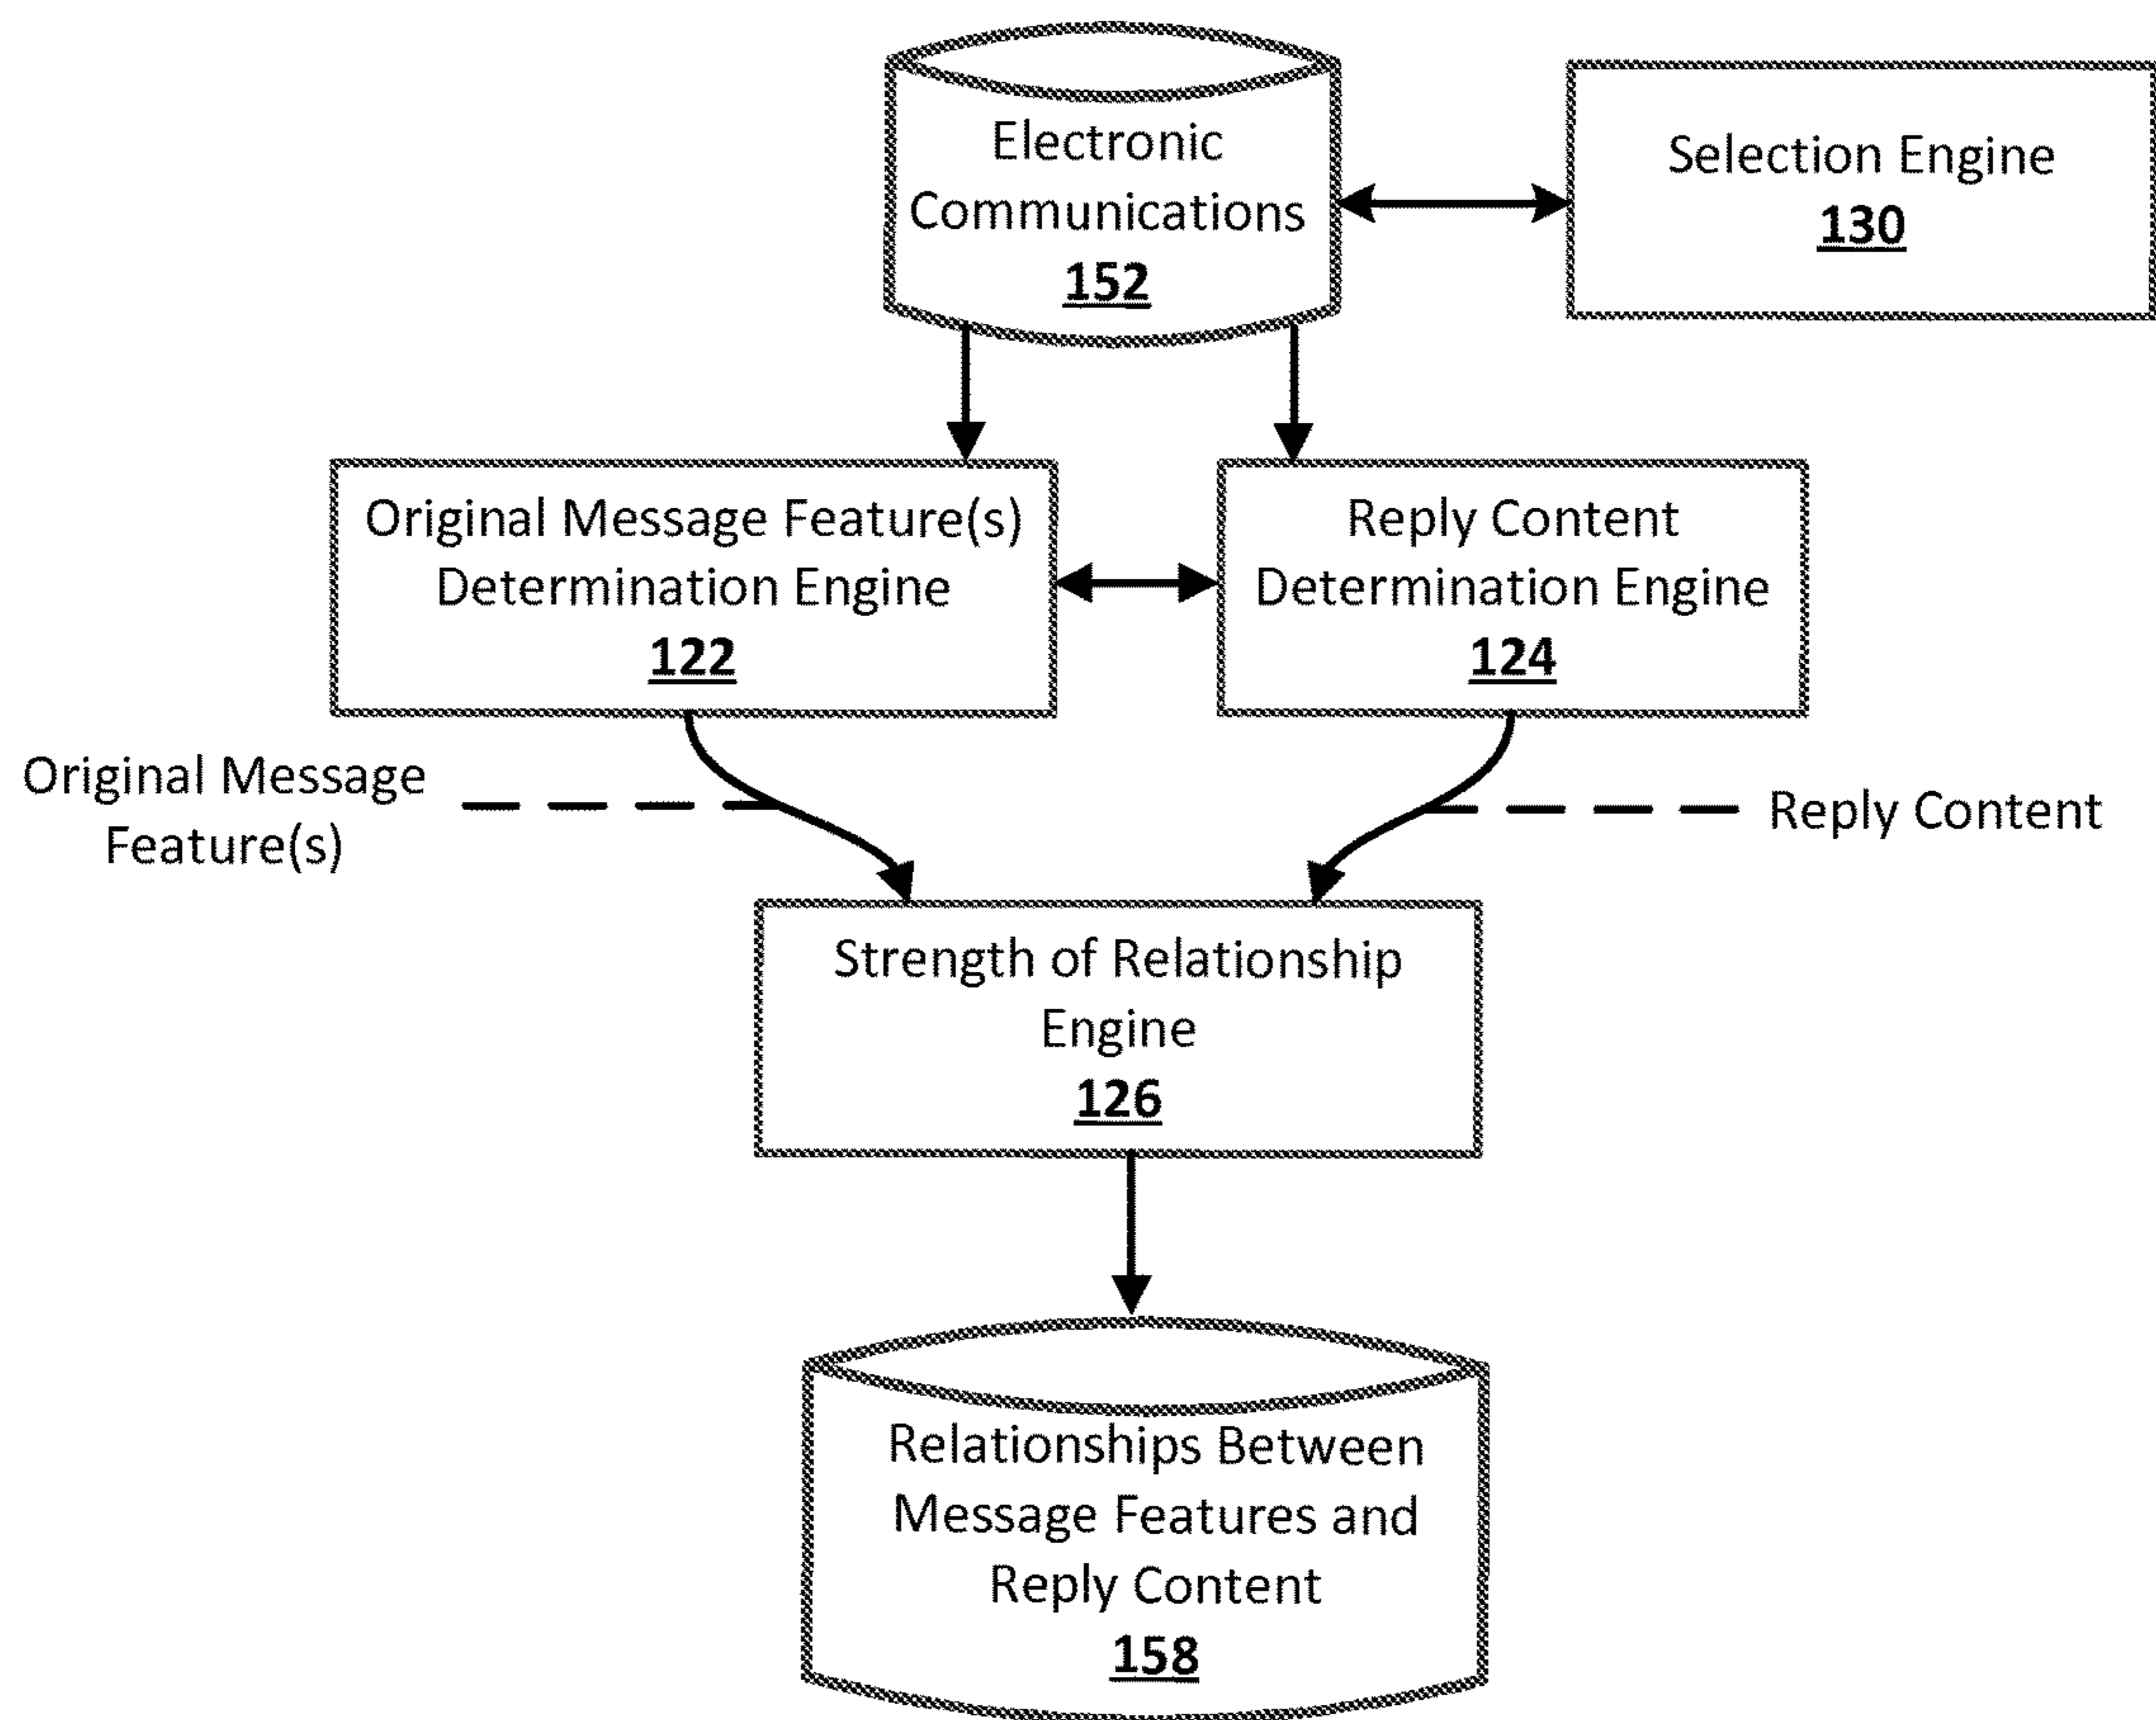 Electronic
Communications
152
Selection Engine
130
Original Message Feature(s)
Determination Engine
122
Reply Content
Determination Engine
124
Original Message
Feature(s)
Reply Content
Strength of Relationship
Engine
126
Relationships Between
Message Features and
Reply Content
158